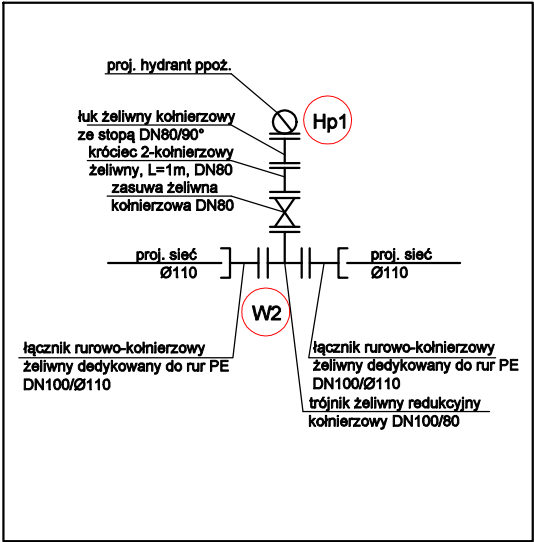 proj. hydrant ppoż.
Hp1
łuk żeliwny kołnierzowy
ze stopą DN80/90°
króciec 2-kołnierzowy
żeliwny, L=1m, DN80
zasuwa żeliwna
kołnierzowa DN80
proj. sieć
Ø110
proj. sieć
Ø110
W2
łącznik rurowo-kołnierzowy
żeliwny dedykowany do rur PE
DN100/Ø110
łącznik rurowo-kołnierzowy
żeliwny dedykowany do rur PE
DN100/Ø110
trójnik żeliwny redukcyjny
kołnierzowy DN100/80